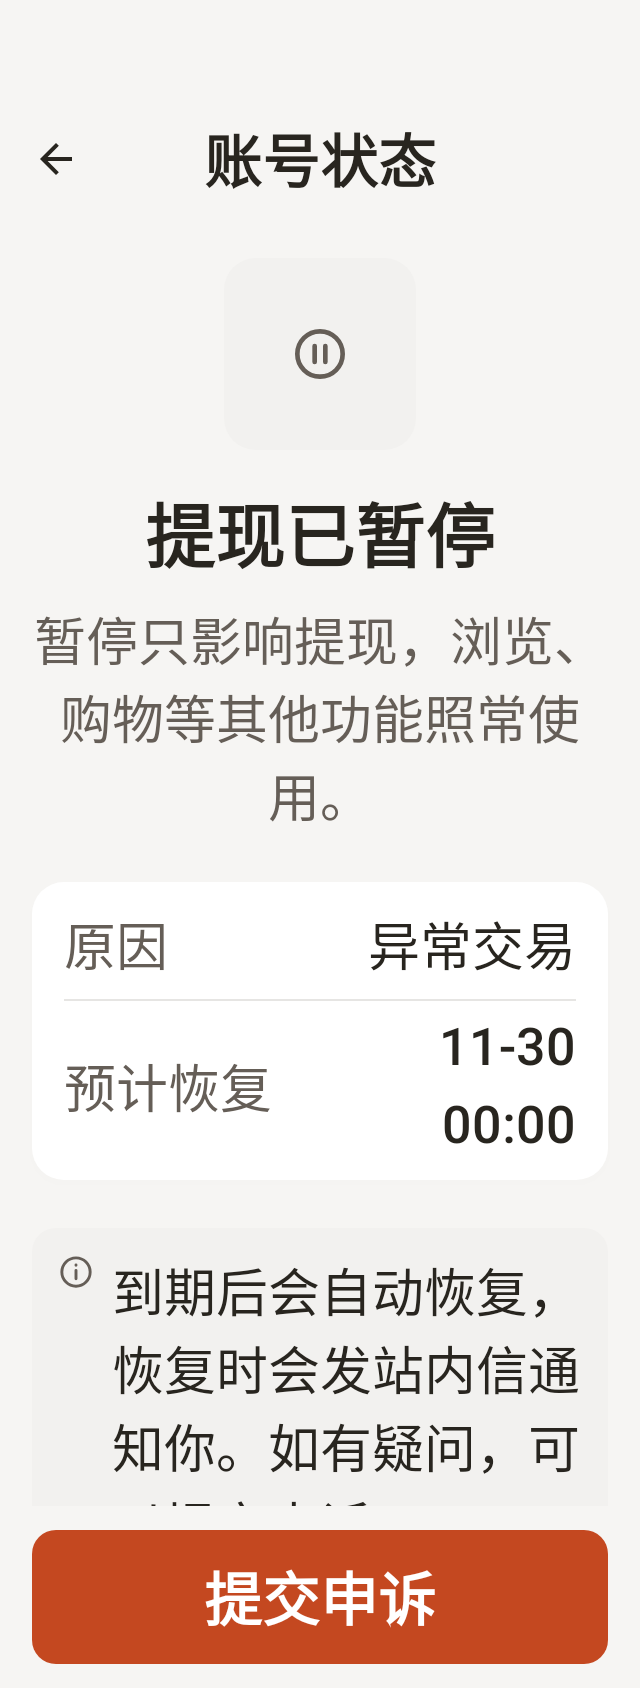 账号状态
提现已暂停
暂停只影响提现，浏览、
购物等其他功能照常使
用。
原因
异常交易
预计恢复
11-30
00:00
到期后会自动恢复，
恢复时会发站内信通
知你。如有疑问，可
提交申诉